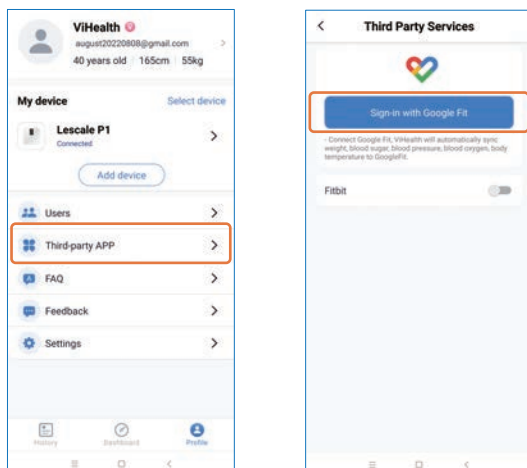 ViHealth
august20220808@gmail.com
40 years old 165cm 55kg
My device
Select device
Lescale P1
Connected
Add device
Users
Third-party APP
FAQ
Feedback
Settings
History
Dashboard
Profile
Third Party Services
Sign-in with Google Fit
- Connect Google Fit, ViHealth will automatically sync
weight, blood sugar, blood pressure, blood oxygen, body
temperature to GoogleFit.
Fitbit